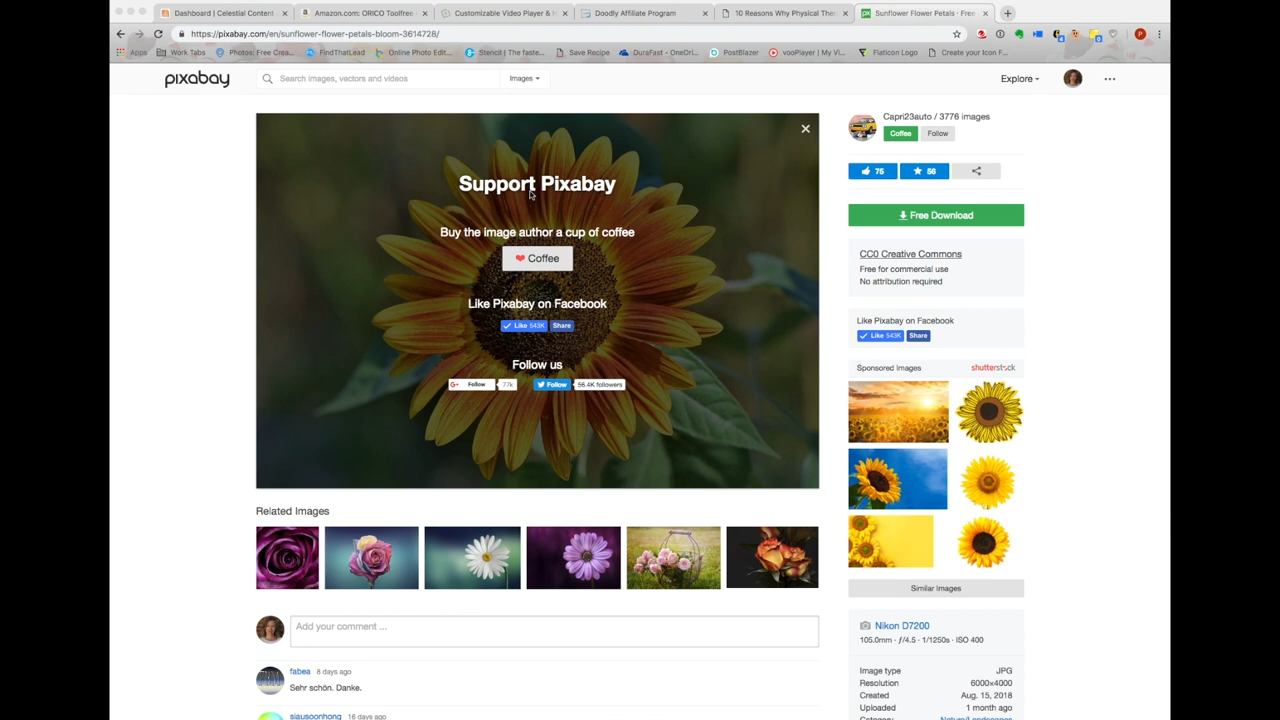 Dashboard | Celestial Content
Amazon.com: ORICO Toolfree
Customizable Video Player & H
Doodly Affiliate Program
10 Reasons Why Physical Ther
Sunflower Flower Petals - Free
https://pixabay.com/en/sunflower-flower-petals-bloom-3614728/
Apps
Work Tabs
Photos: Free Crea...
FindThatLead
Online Photo Edit...
Stencil | The faste...
Save Recipe
DuraFast - OneOri...
PostBlazer
vooPlayer | My Vi...
Flaticon Logo
Create your Icon F...
pixabay
Search images, vectors and videos
Images
Explore
Capri23auto / 3776 images
Coffee
Follow
75
56
Free Download
CC0 Creative Commons
Free for commercial use
No attribution required
Like Pixabay on Facebook
Like 543K
Share
Sponsored Images
shutterstock
Similar Images
Nikon D7200
105.0mm · ƒ/4.5 · 1/1250s · ISO 400
Image type JPG
Resolution 6000×4000
Created Aug. 15, 2018
Uploaded 1 month ago
Category Nature/Landscapes
Support Pixabay
Buy the image author a cup of coffee
❤ Coffee
Like Pixabay on Facebook
Like 543K
Share
Follow us
G+ Follow 77k
Follow 56.4K followers
Related Images
Add your comment ...
fabea 8 days ago
Sehr schön. Danke.
siausoonhong 16 days ago